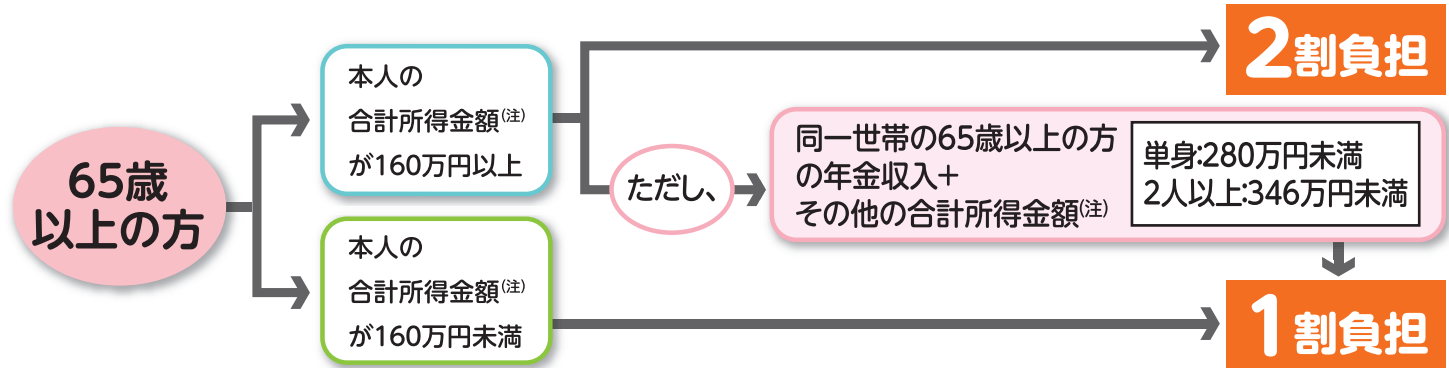 65歳
以上の方
本人の
合計所得金額(注)
が160万円以上
本人の
合計所得金額(注)
が160万円未満
ただし、
同一世帯の65歳以上の方
の年金収入+
その他の合計所得金額(注)
単身:280万円未満
2人以上:346万円未満
2割負担
1割負担